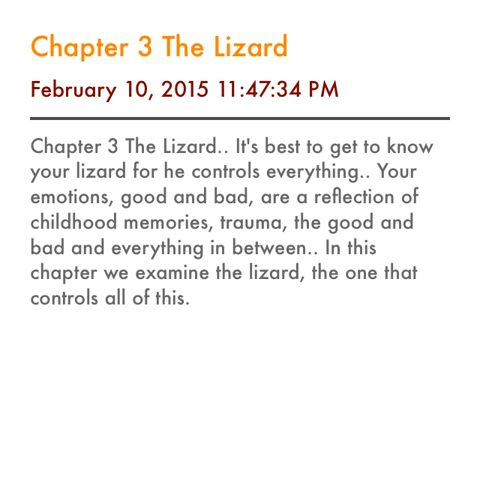 Chapter 3 The Lizard
February 10, 2015 11:47:34 PM
Chapter 3 The Lizard.. It's best to get to know
your lizard for he controls everything.. Your
emotions, good and bad, are a reflection of
childhood memories, trauma, the good and
bad and everything in between.. In this
chapter we examine the lizard, the one that
controls all of this.